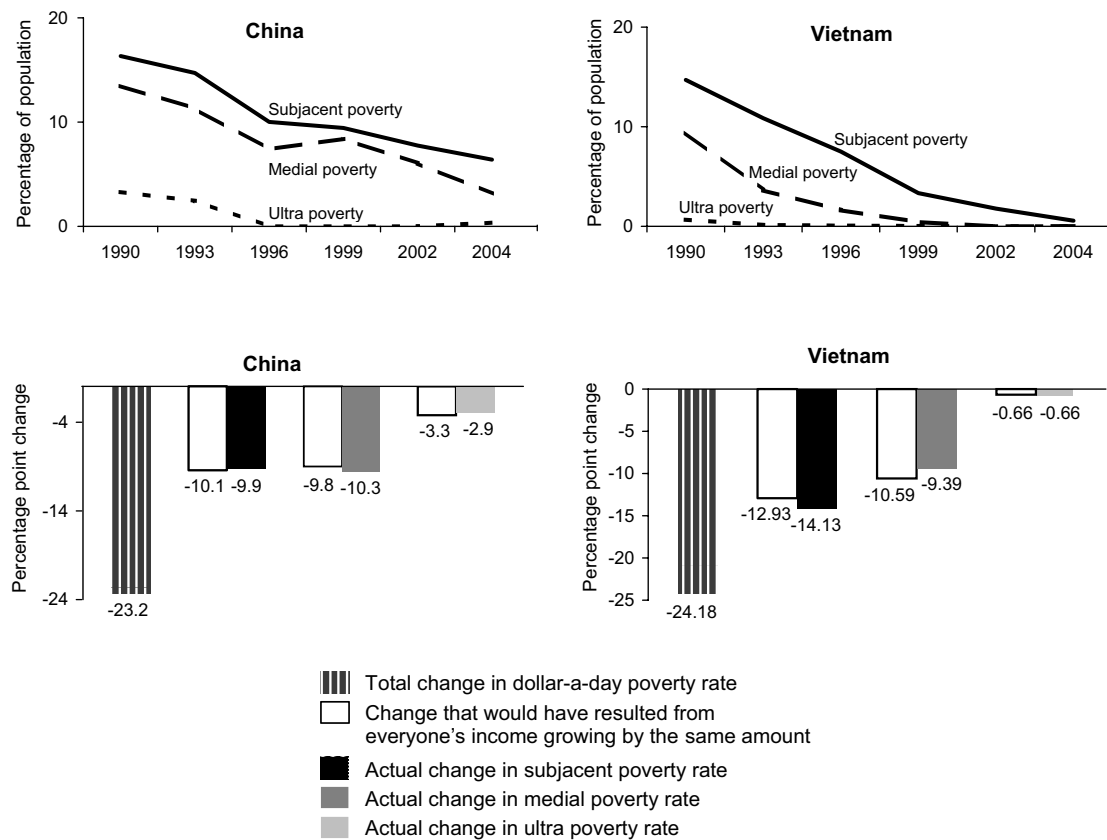 China
Percentage of population
20
10
0
Subjacent poverty
Medial poverty
Ultra poverty
1990 1993 1996 1999 2002 2004
Vietnam
Percentage of population
20
10
0
Subjacent poverty
Medial poverty
Ultra poverty
1990 1993 1996 1999 2002 2004
China
Percentage point change
-4
-14
-24
-23.2
-10.1 -9.9
-9.8 -10.3
-3.3 -2.9
Vietnam
Percentage point change
0
-5
-10
-15
-20
-25
-24.18
-12.93 -14.13
-10.59 -9.39
-0.66 -0.66
Total change in dollar-a-day poverty rate
Change that would have resulted from
everyone's income growing by the same amount
Actual change in subjacent poverty rate
Actual change in medial poverty rate
Actual change in ultra poverty rate